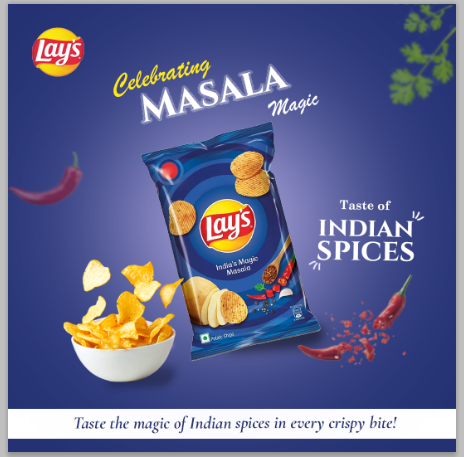 Lay's
Celebrating
MASALA
Magic
Lay's
India's Magic
Masala
Taste of
INDIAN
SPICES
Taste the magic of Indian spices in every crispy bite!